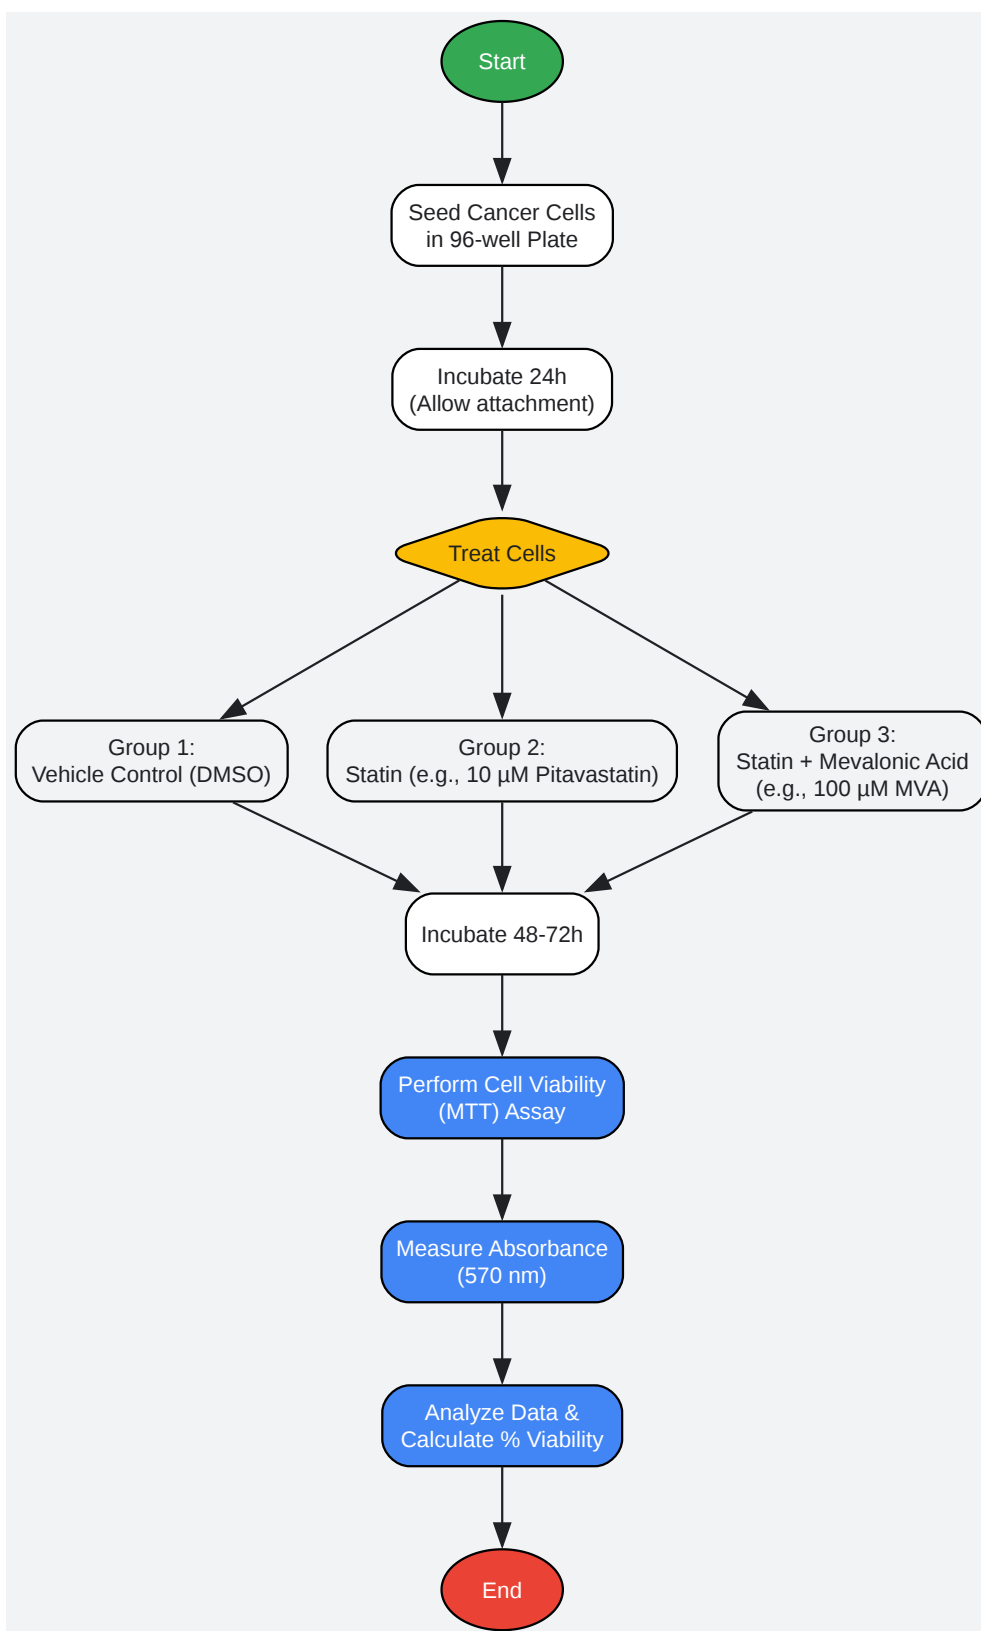 Start
Seed Cancer Cells
in 96-well Plate
Incubate 24h
(Allow attachment)
Treat Cells
Group 1:
Vehicle Control (DMSO)
Group 2:
Statin (e.g., 10 µM Pitavastatin)
Group 3:
Statin + Mevalonic Acid
(e.g., 100 µM MVA)
Incubate 48-72h
Perform Cell Viability
(MTT) Assay
Measure Absorbance
(570 nm)
Analyze Data &
Calculate % Viability
End